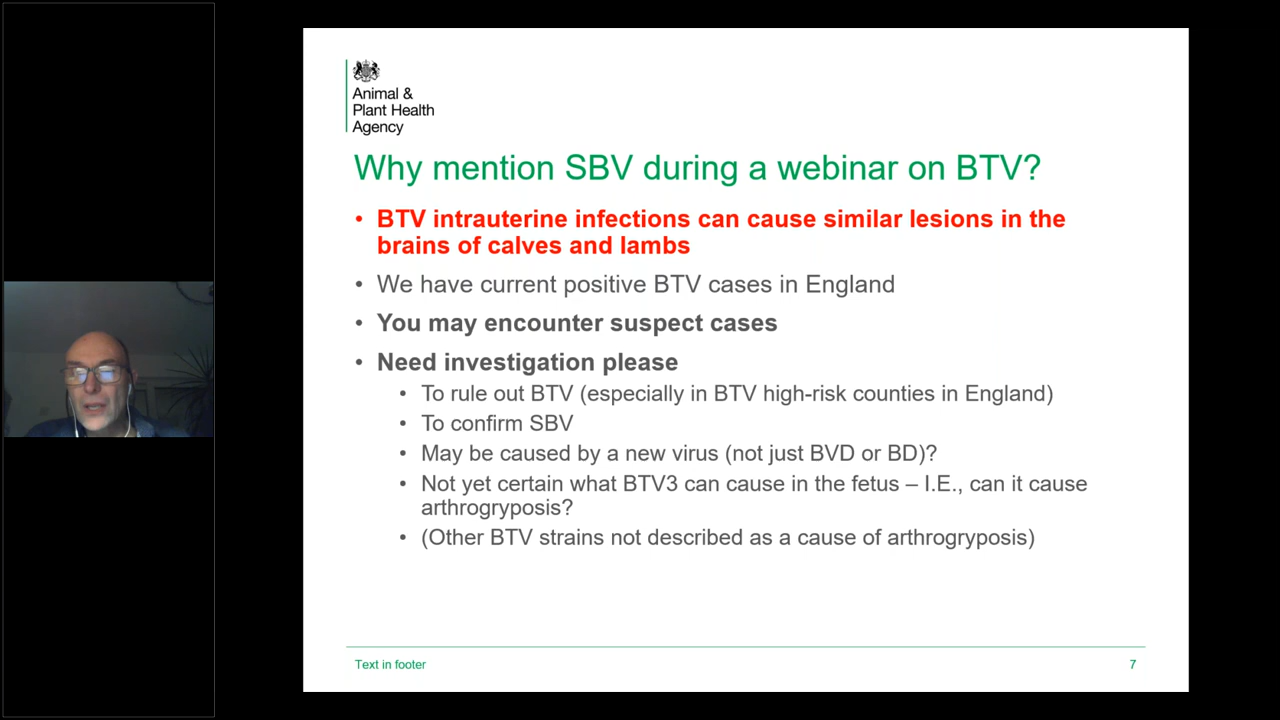 Animal &
Plant Health
Agency
Why mention SBV during a webinar on BTV?
• BTV intrauterine infections can cause similar lesions in the
brains of calves and lambs
• We have current positive BTV cases in England
• You may encounter suspect cases
• Need investigation please
• To rule out BTV (especially in BTV high-risk counties in England)
• To confirm SBV
• May be caused by a new virus (not just BVD or BD)?
• Not yet certain what BTV3 can cause in the fetus – I.E., can it cause
arthrogryposis?
• (Other BTV strains not described as a cause of arthrogryposis)
Text in footer
7